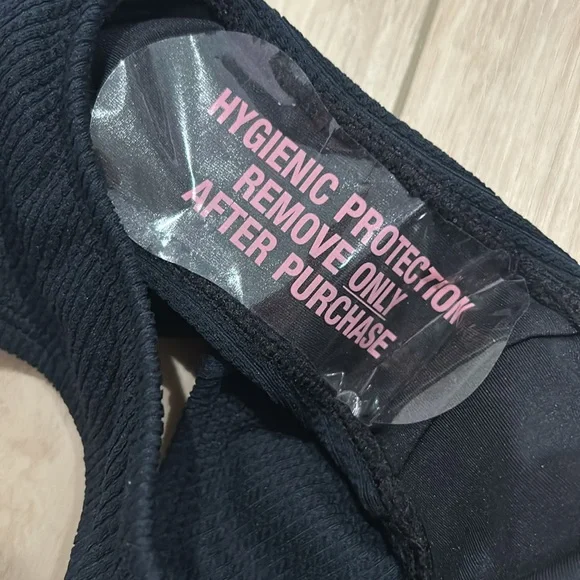 HYGIENIC PROTECTION
REMOVE ONLY
AFTER PURCHASE